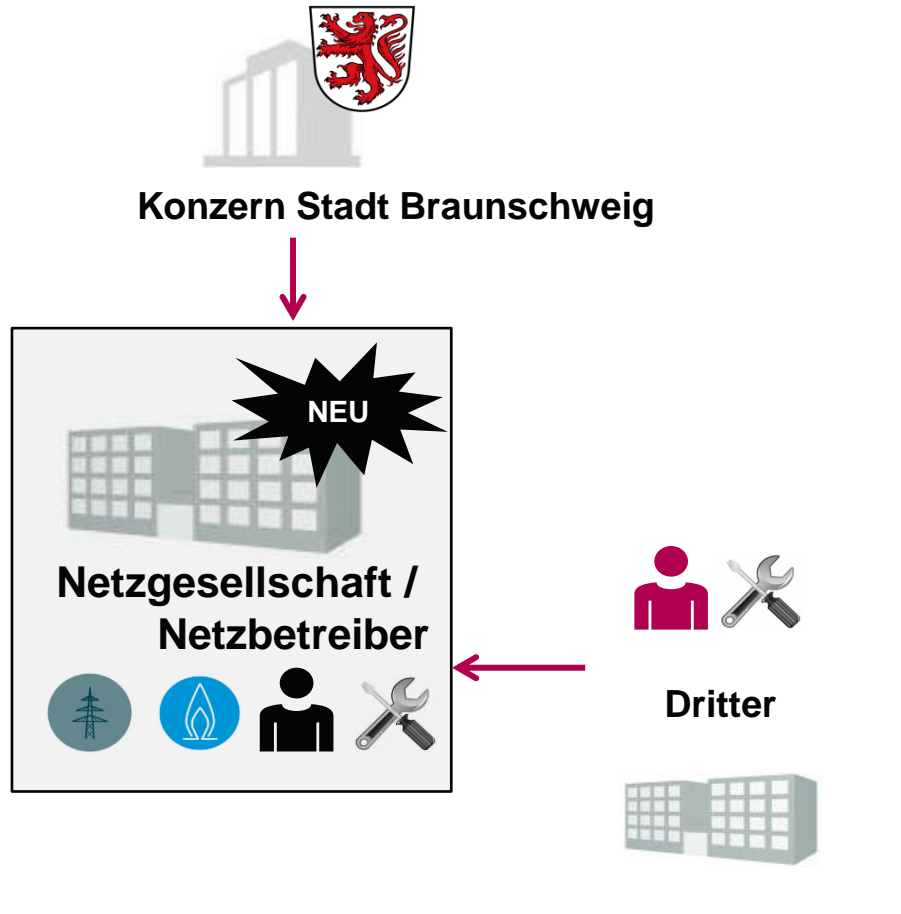 Konzern Stadt Braunschweig
NEU
Netzgesellschaft /
Netzbetreiber
Dritter